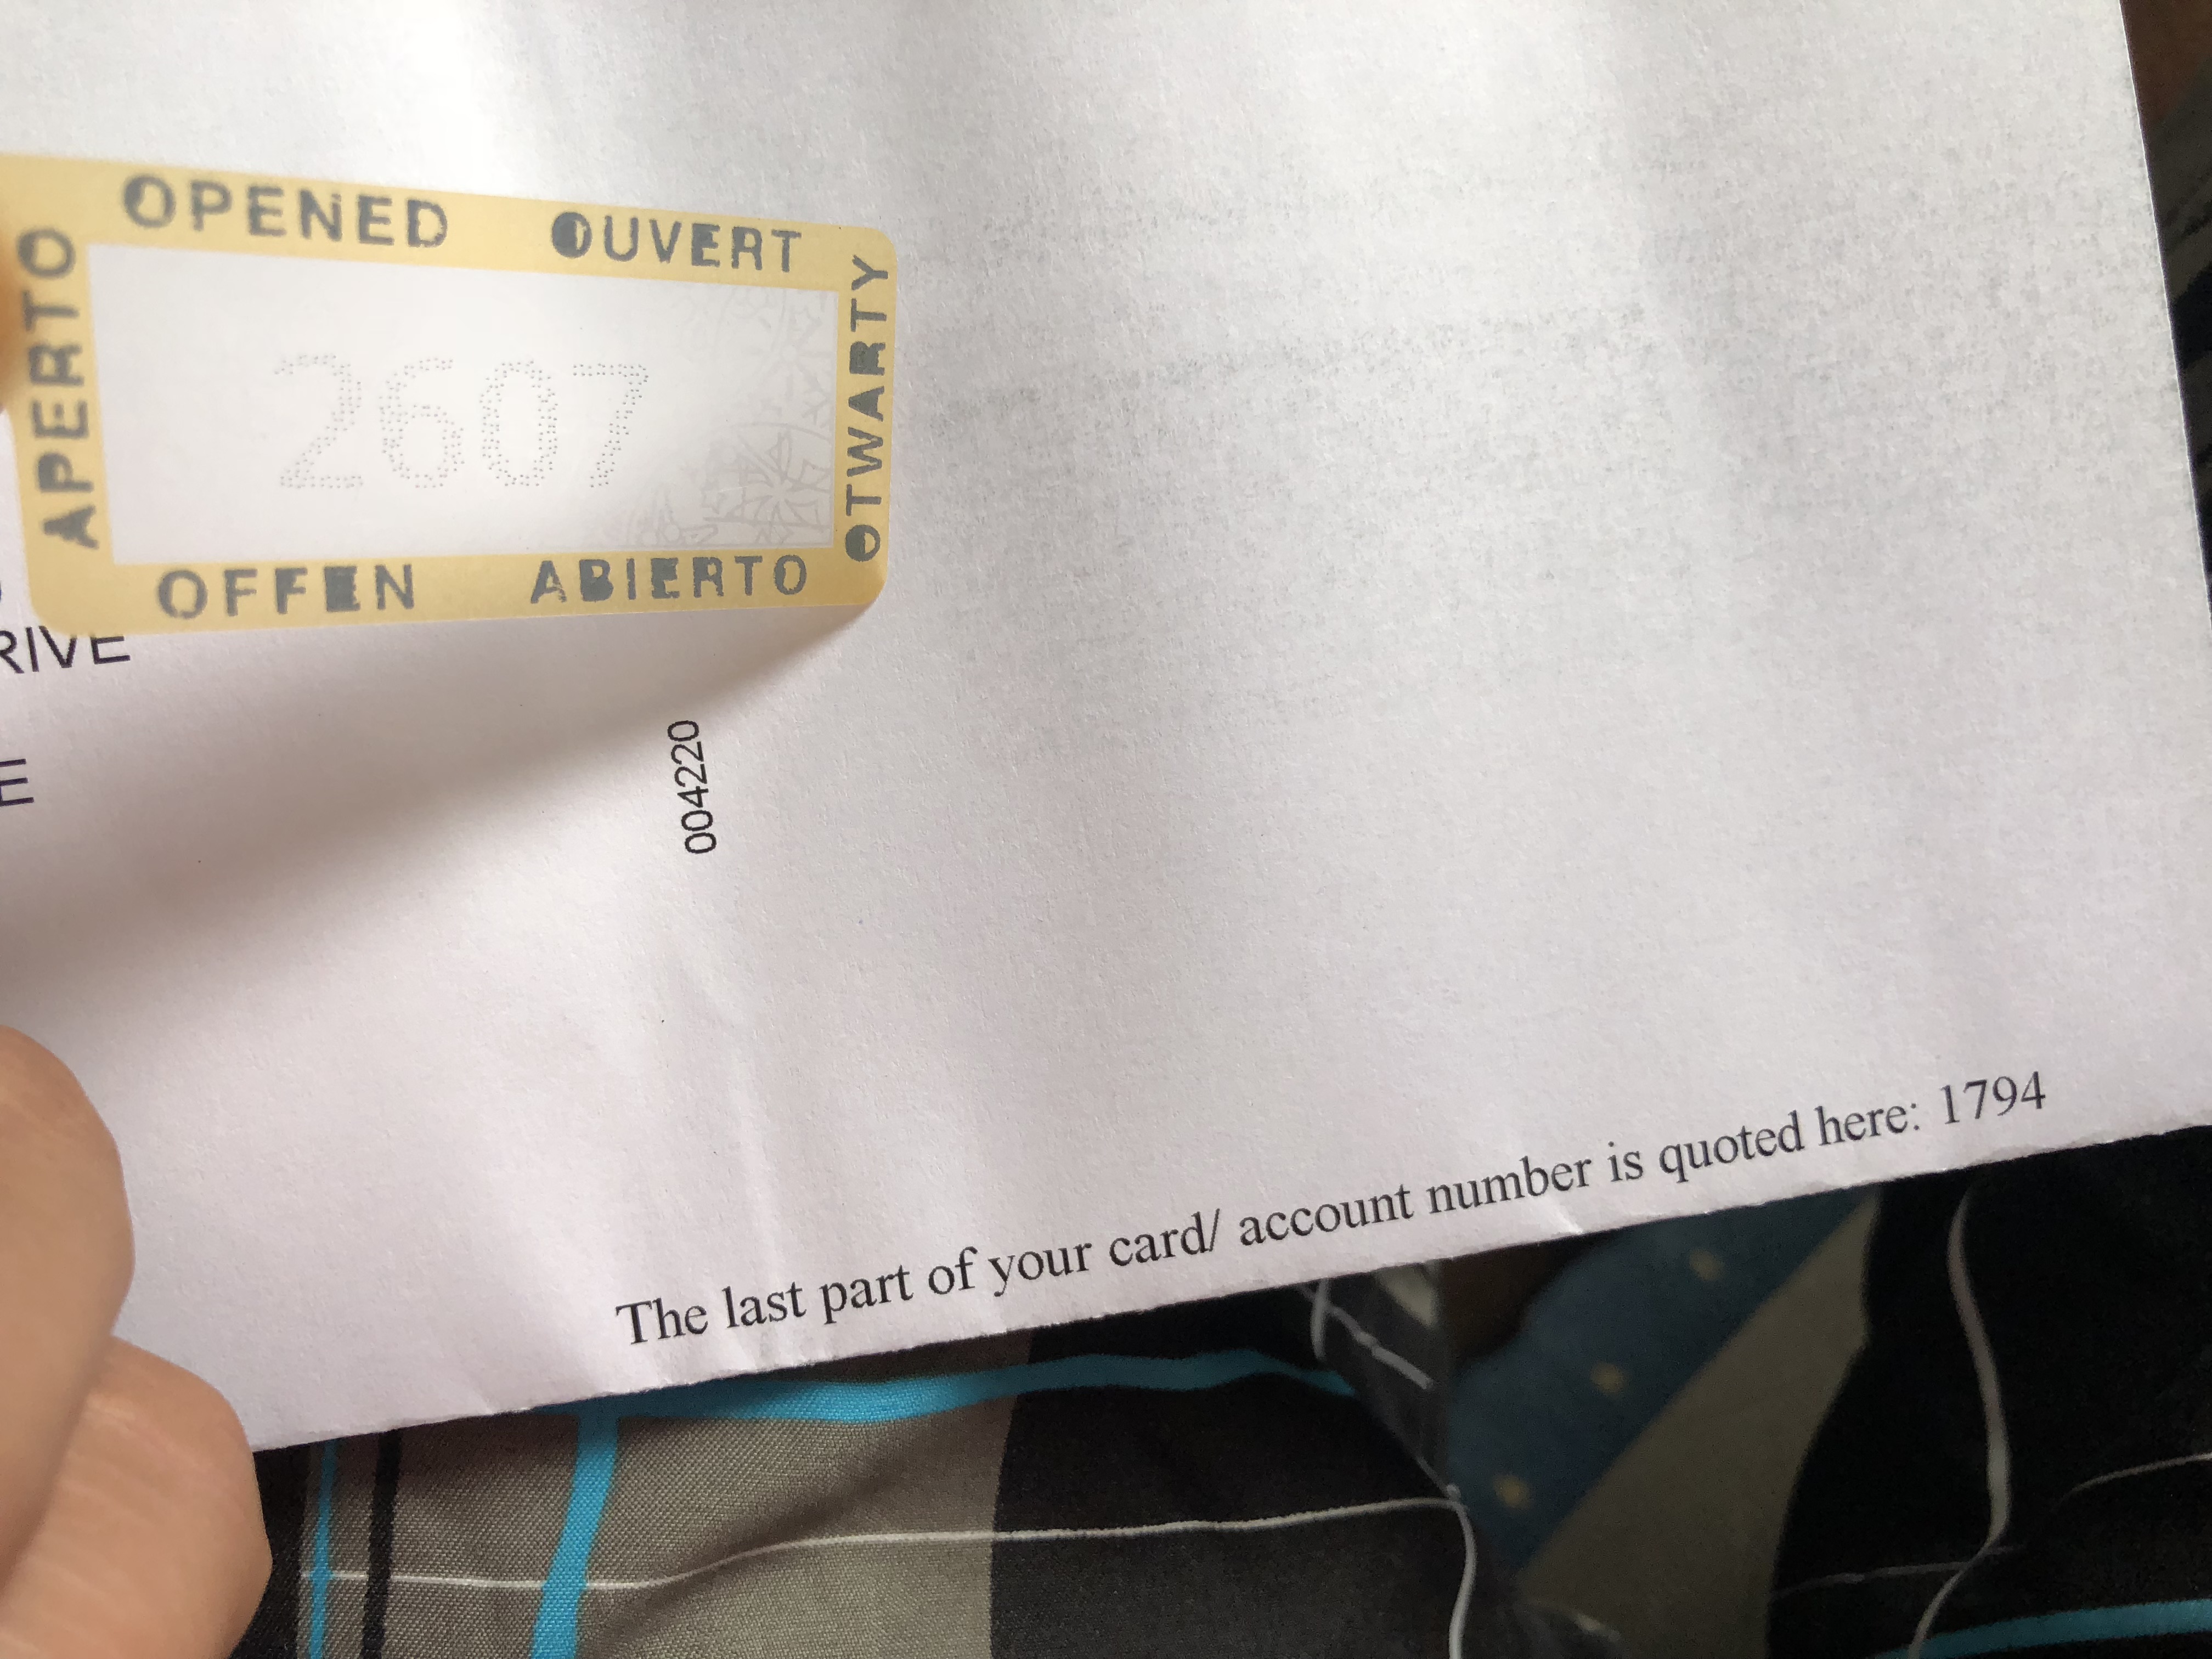 E
RIVE
APERTO
OPENED OUVERT
OFFEN ABIERTO
OTWARTY
2607
004220
The last part of your card/ account number is quoted here: 1794